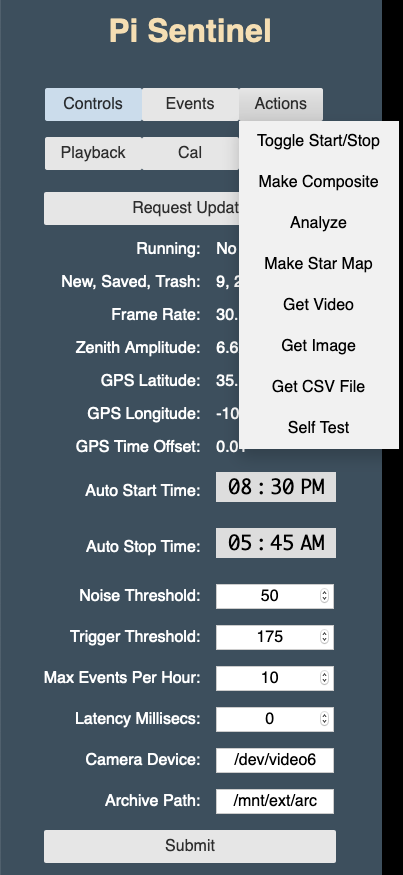 Pi Sentinel
Controls Events Actions
Playback Cal
Toggle Start/Stop
Make Composite
Analyze
Make Star Map
Get Video
Get Image
Get CSV File
Self Test
Request
Running: No
New, Saved, Trash: 9,
Frame Rate: 30.
Zenith Amplitude: 6.6
GPS Latitude: 35.
GPS Longitude: -10
GPS Time Offset: 0.0
Auto Start Time: 08:30 PM
Auto Stop Time: 05:45 AM
Noise Threshold: 50
Trigger Threshold: 175
Max Events Per Hour: 10
Latency Millisecs: 0
Camera Device: /dev/video6
Archive Path: /mnt/ext/arc
Submit